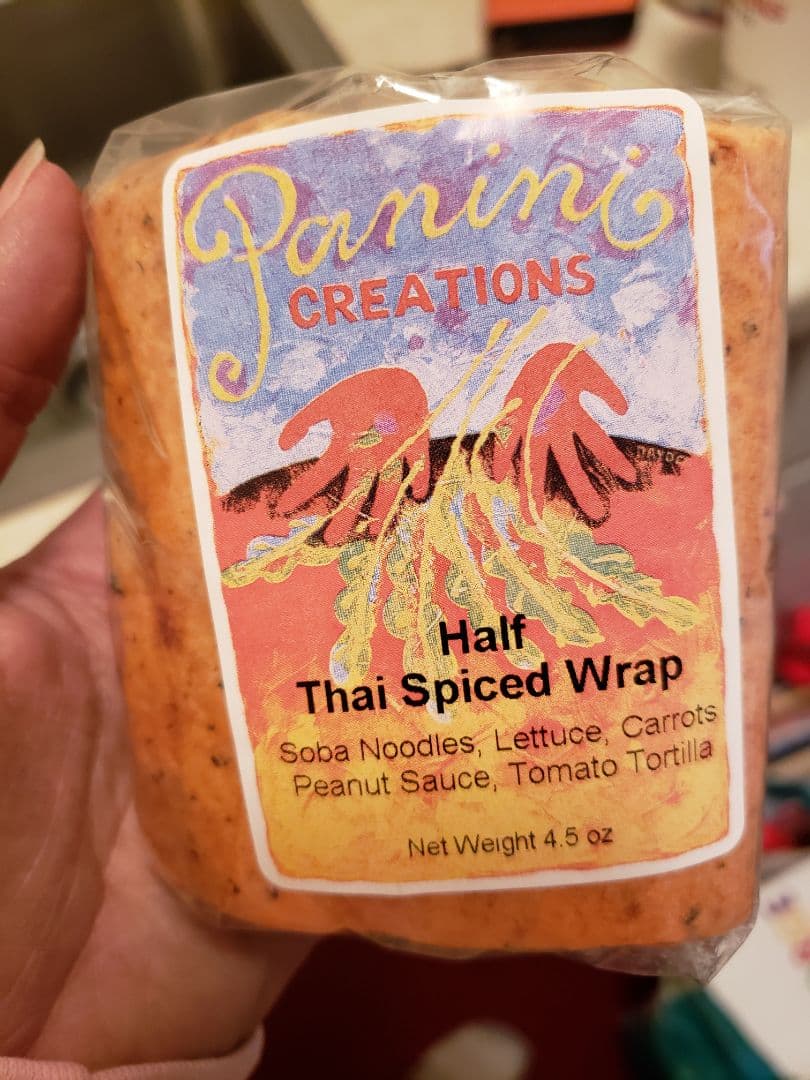 Panini
CREATIONS
Half
Thai Spiced Wrap
Soba Noodles, Lettuce, Carrots
Peanut Sauce, Tomato Tortilla
Net Weight 4.5 oz